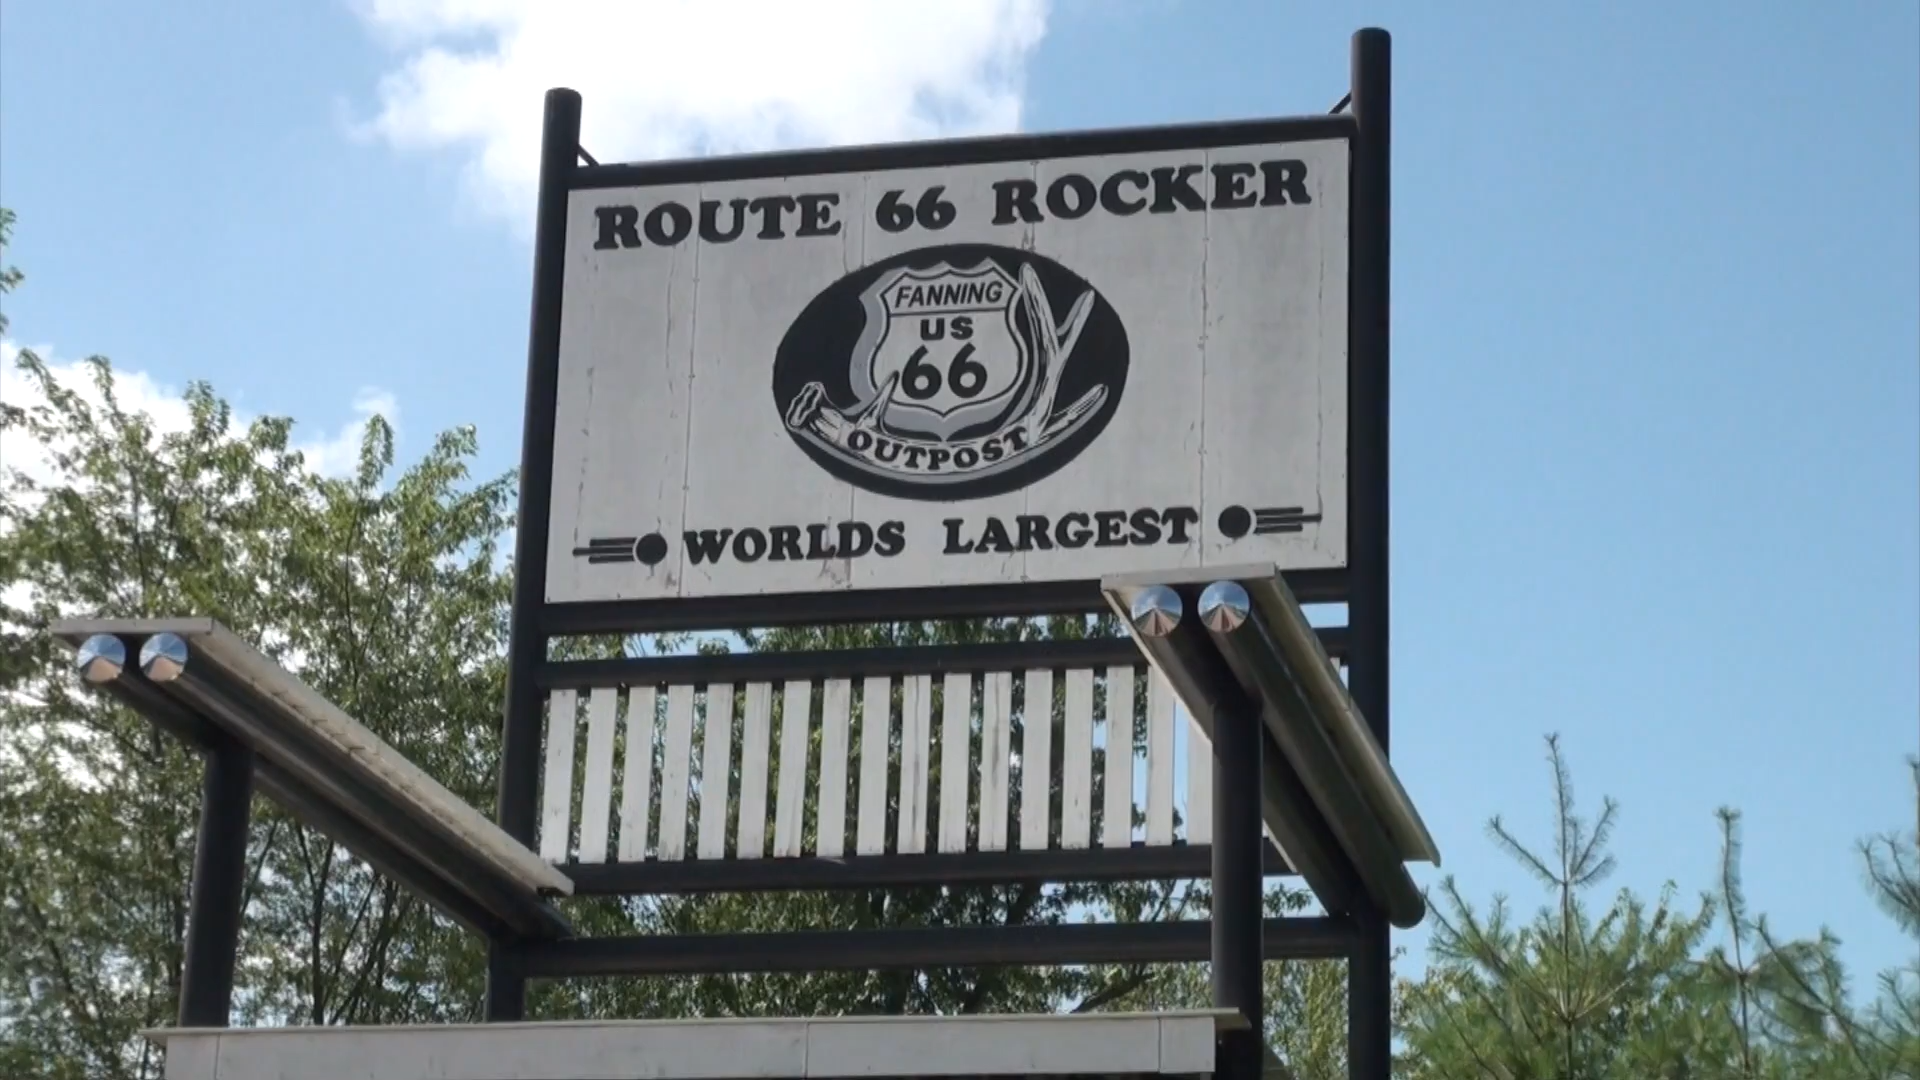 ROUTE 66 ROCKER
FANNING
US
66
OUTPOST
WORLDS LARGEST